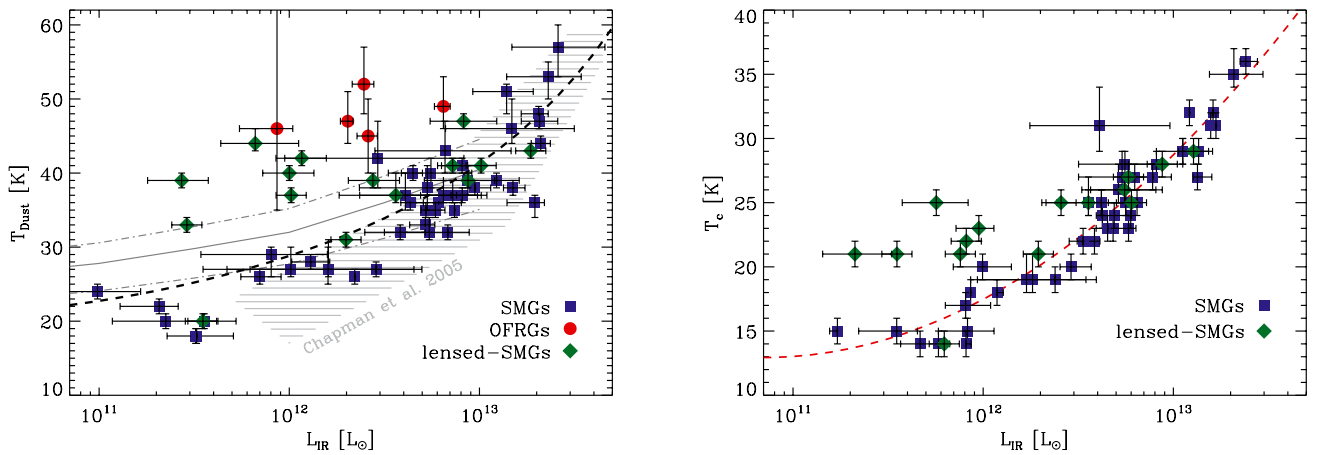 60
50
40
30
20
10
T_Dust [K]
Chapman et al. 2005
SMGs
OFRGs
lensed-SMGs
10^11
10^12
10^13
L_IR [L_⊙]
40
35
30
25
20
15
10
T_c [K]
SMGs
lensed-SMGs
10^11
10^12
10^13
L_IR [L_⊙]